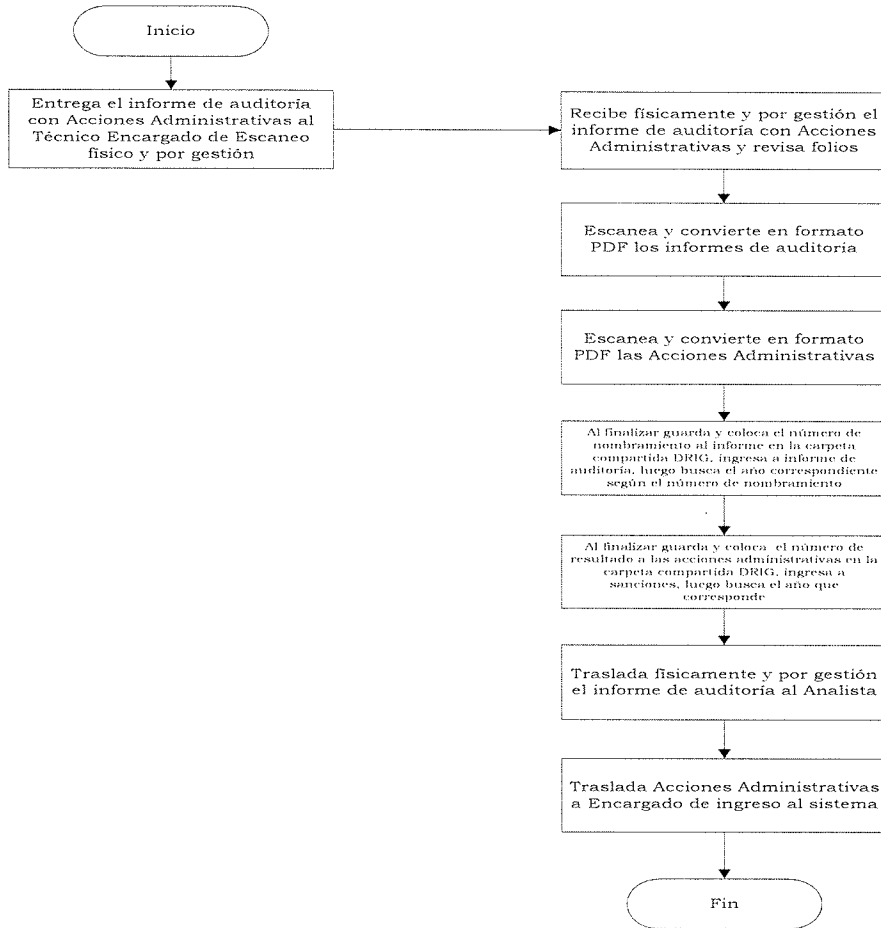 Inicio
Entrega el informe de auditoría
con Acciones Administrativas al
Técnico Encargado de Escaneo
físico y por gestión
Recibe físicamente y por gestión el
informe de auditoría con Acciones
Administrativas y revisa folios
Escanea y convierte en formato
PDF los informes de auditoría
Escanea y convierte en formato
PDF las Acciones Administrativas
Al finalizar guarda y coloca el número de
nombramiento al informe en la carpeta
compartida DRIG, ingresa a informe de
auditoría, luego busca el año correspondiente
según el número de nombramiento
Al finalizar guarda y coloca el número de
resultado a las acciones administrativas en la
carpeta compartida DRIG, ingresa a
sanciones, luego busca el año que
corresponde
Traslada físicamente y por gestión
el informe de auditoría al Analista
Traslada Acciones Administrativas
a Encargado de ingreso al sistema
Fin